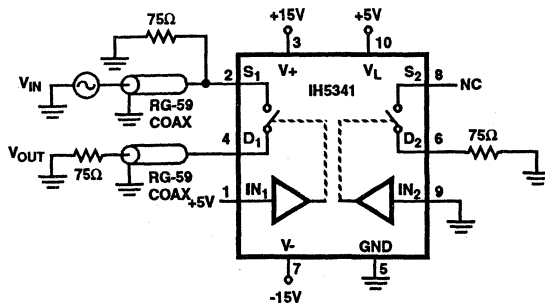 +15V
+5V
75Ω
3
10
V+
VL
2
S1
S2
8
NC
IH5341
VIN
RG-59
COAX
4
D1
D2
6
75Ω
VOUT
75Ω
RG-59
COAX
+5V
1
IN1
IN2
9
V-
GND
7
5
-15V